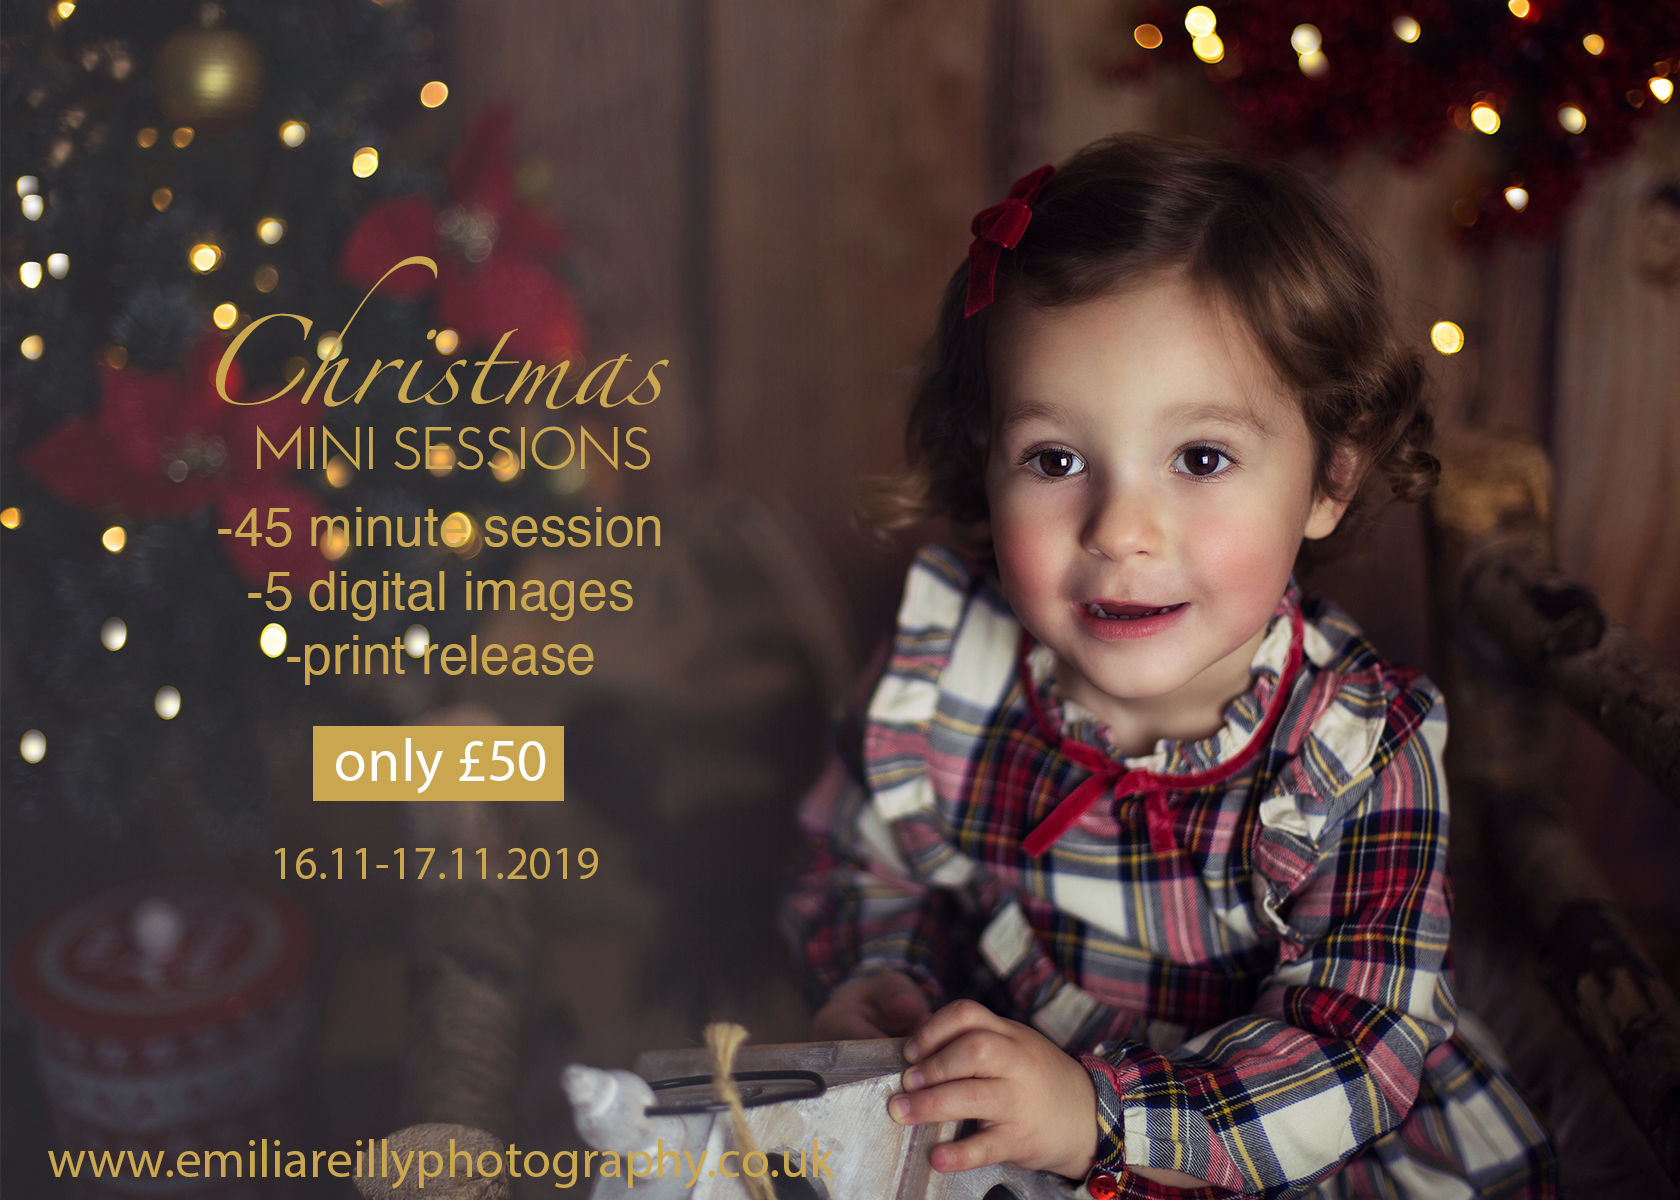 Christmas
MINI SESSIONS
-45 minute session
-5 digital images
-print release
only £50
16.11-17.11.2019
www.emiliareillyphotography.co.uk